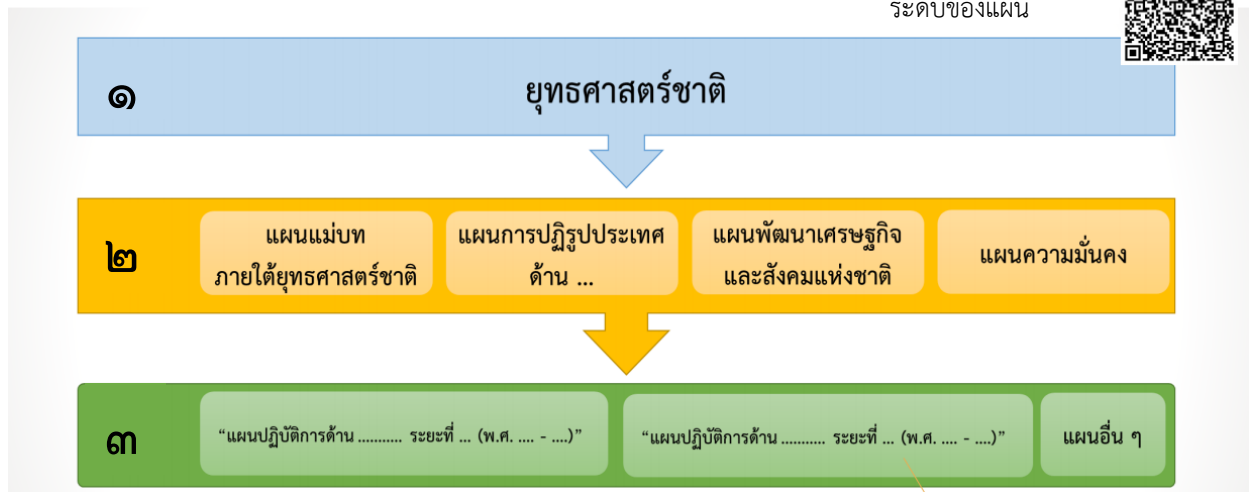 ระดับของแผน
๑
ยุทธศาสตร์ชาติ
๒
แผนแม่บท
ภายใต้ยุทธศาสตร์ชาติ
แผนการปฏิรูปประเทศ
ด้าน ...
แผนพัฒนาเศรษฐกิจ
และสังคมแห่งชาติ
แผนความมั่นคง
๓
“แผนปฏิบัติการด้าน ........... ระยะที่ ... (พ.ศ. .... - ....)”
“แผนปฏิบัติการด้าน ........... ระยะที่ ... (พ.ศ. .... - ....)”
แผนอื่น ๆ